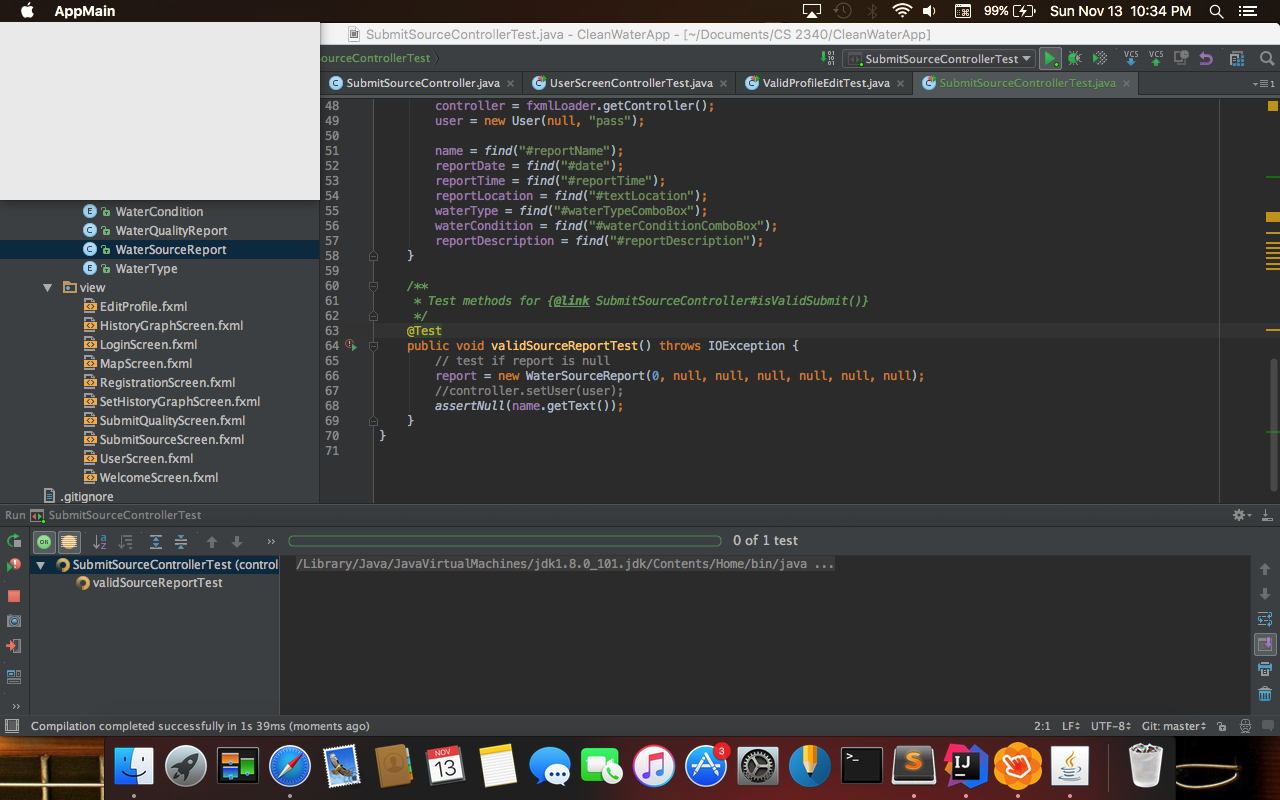 AppMain
99%
Sun Nov 13 10:34 PM
SubmitSourceControllerTest.java - CleanWaterApp - [~/Documents/CS 2340/CleanWaterApp]
ourceControllerTest
SubmitSourceControllerTest
VCS
VCS
SubmitSourceController.java
UserScreenControllerTest.java
ValidProfileEditTest.java
SubmitSourceControllerTest.java
48 controller = fxmlLoader.getController();
49 user = new User(null, "pass");
50
51 name = find("#reportName");
52 reportDate = find("#date");
53 reportTime = find("#reportTime");
54 reportLocation = find("#textLocation");
55 waterType = find("#waterTypeComboBox");
56 waterCondition = find("#waterConditionComboBox");
57 reportDescription = find("#reportDescription");
58 }
59
60 /**
61 * Test methods for {@link SubmitSourceController#isValidSubmit()}
62 */
63 @Test
64 public void validSourceReportTest() throws IOException {
65 // test if report is null
66 report = new WaterSourceReport(0, null, null, null, null, null, null);
67 //controller.setUser(user);
68 assertNull(name.getText());
69 }
70 }
71
WaterCondition
WaterQualityReport
WaterSourceReport
WaterType
view
EditProfile.fxml
HistoryGraphScreen.fxml
LoginScreen.fxml
MapScreen.fxml
RegistrationScreen.fxml
SetHistoryGraphScreen.fxml
SubmitQualityScreen.fxml
SubmitSourceScreen.fxml
UserScreen.fxml
WelcomeScreen.fxml
.gitignore
Run SubmitSourceControllerTest
0 of 1 test
SubmitSourceControllerTest (control
validSourceReportTest
/Library/Java/JavaVirtualMachines/jdk1.8.0_101.jdk/Contents/Home/bin/java ...
Compilation completed successfully in 1s 39ms (moments ago)
2:1 LF UTF-8 Git: master
NOV
13
3
S
IJ